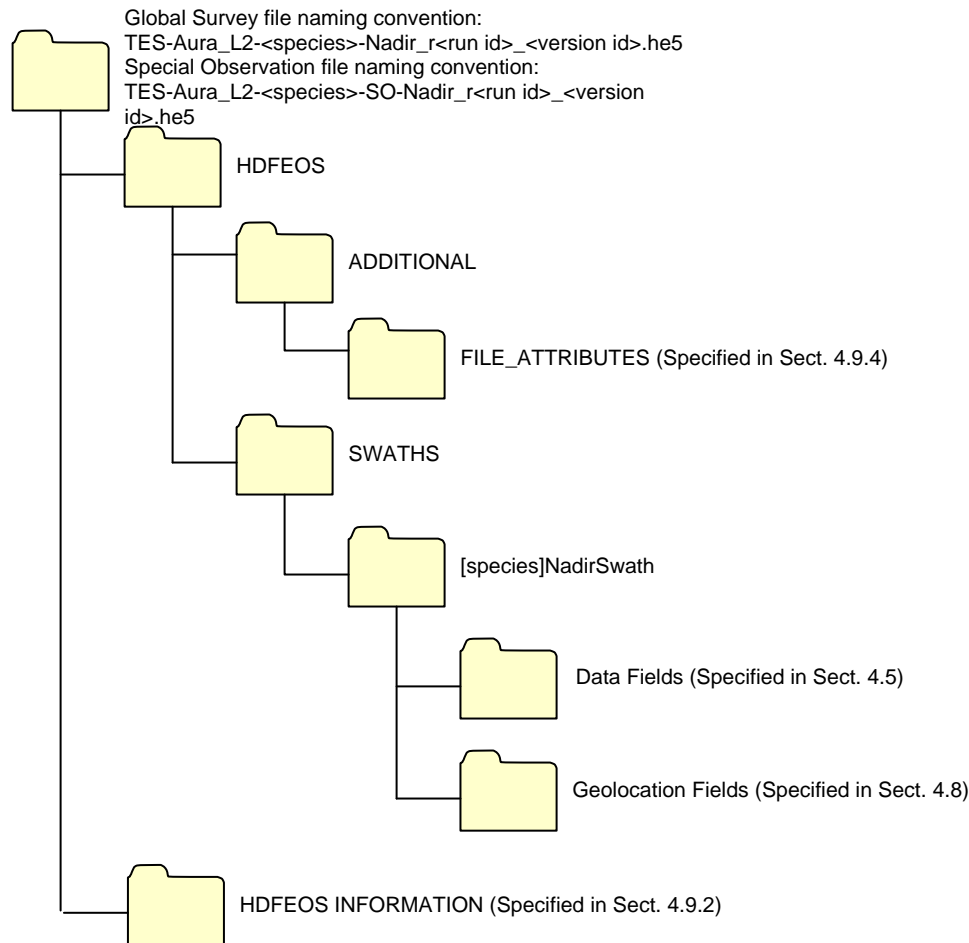 Global Survey file naming convention:
TES-Aura_L2-<species>-Nadir_r<run id>_<version id>.he5
Special Observation file naming convention:
TES-Aura_L2-<species>-SO-Nadir_r<run id>_<version
id>.he5
HDFEOS
ADDITIONAL
FILE_ATTRIBUTES (Specified in Sect. 4.9.4)
SWATHS
[species]NadirSwath
Data Fields (Specified in Sect. 4.5)
Geolocation Fields (Specified in Sect. 4.8)
HDFEOS INFORMATION (Specified in Sect. 4.9.2)